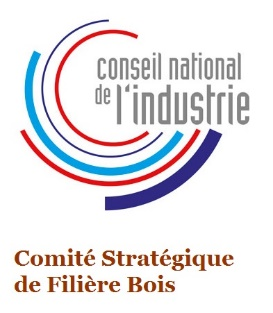 conseil national
de l'industrie
Comité Stratégique
de Filière Bois